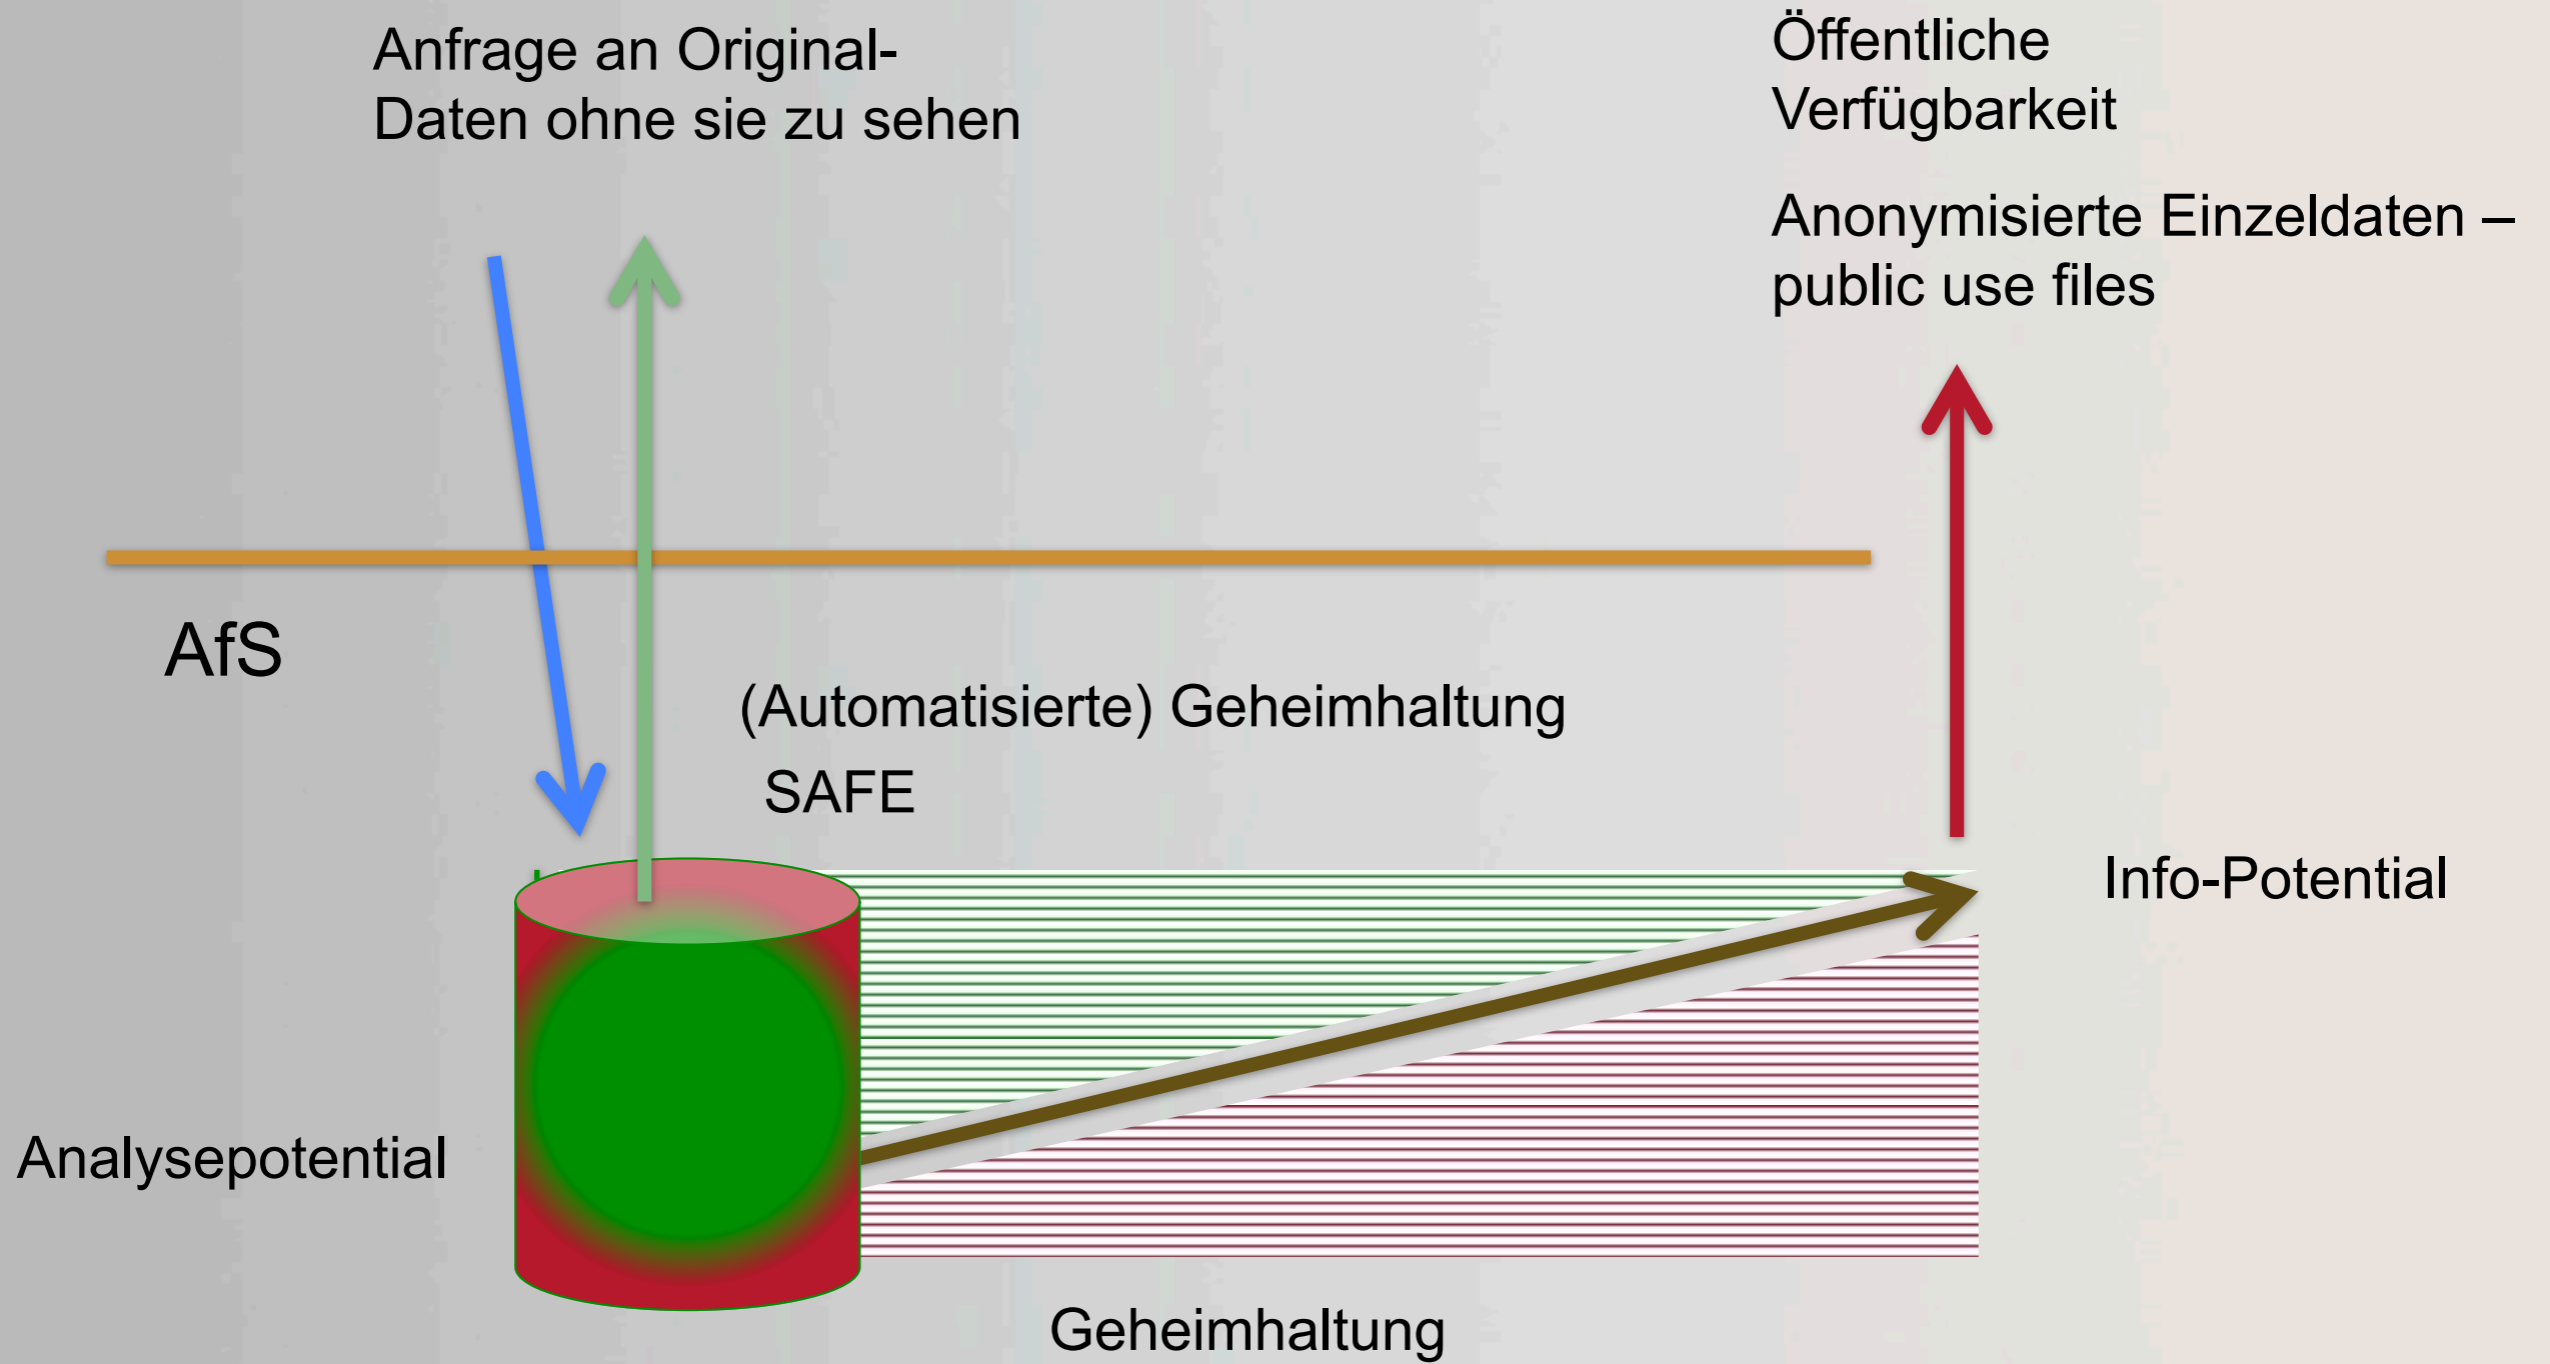 Anfrage an Original-
Daten ohne sie zu sehen
Öffentliche
Verfügbarkeit
Anonymisierte Einzeldaten –
public use files
AfS
(Automatisierte) Geheimhaltung
SAFE
Info-Potential
Analysepotential
Geheimhaltung